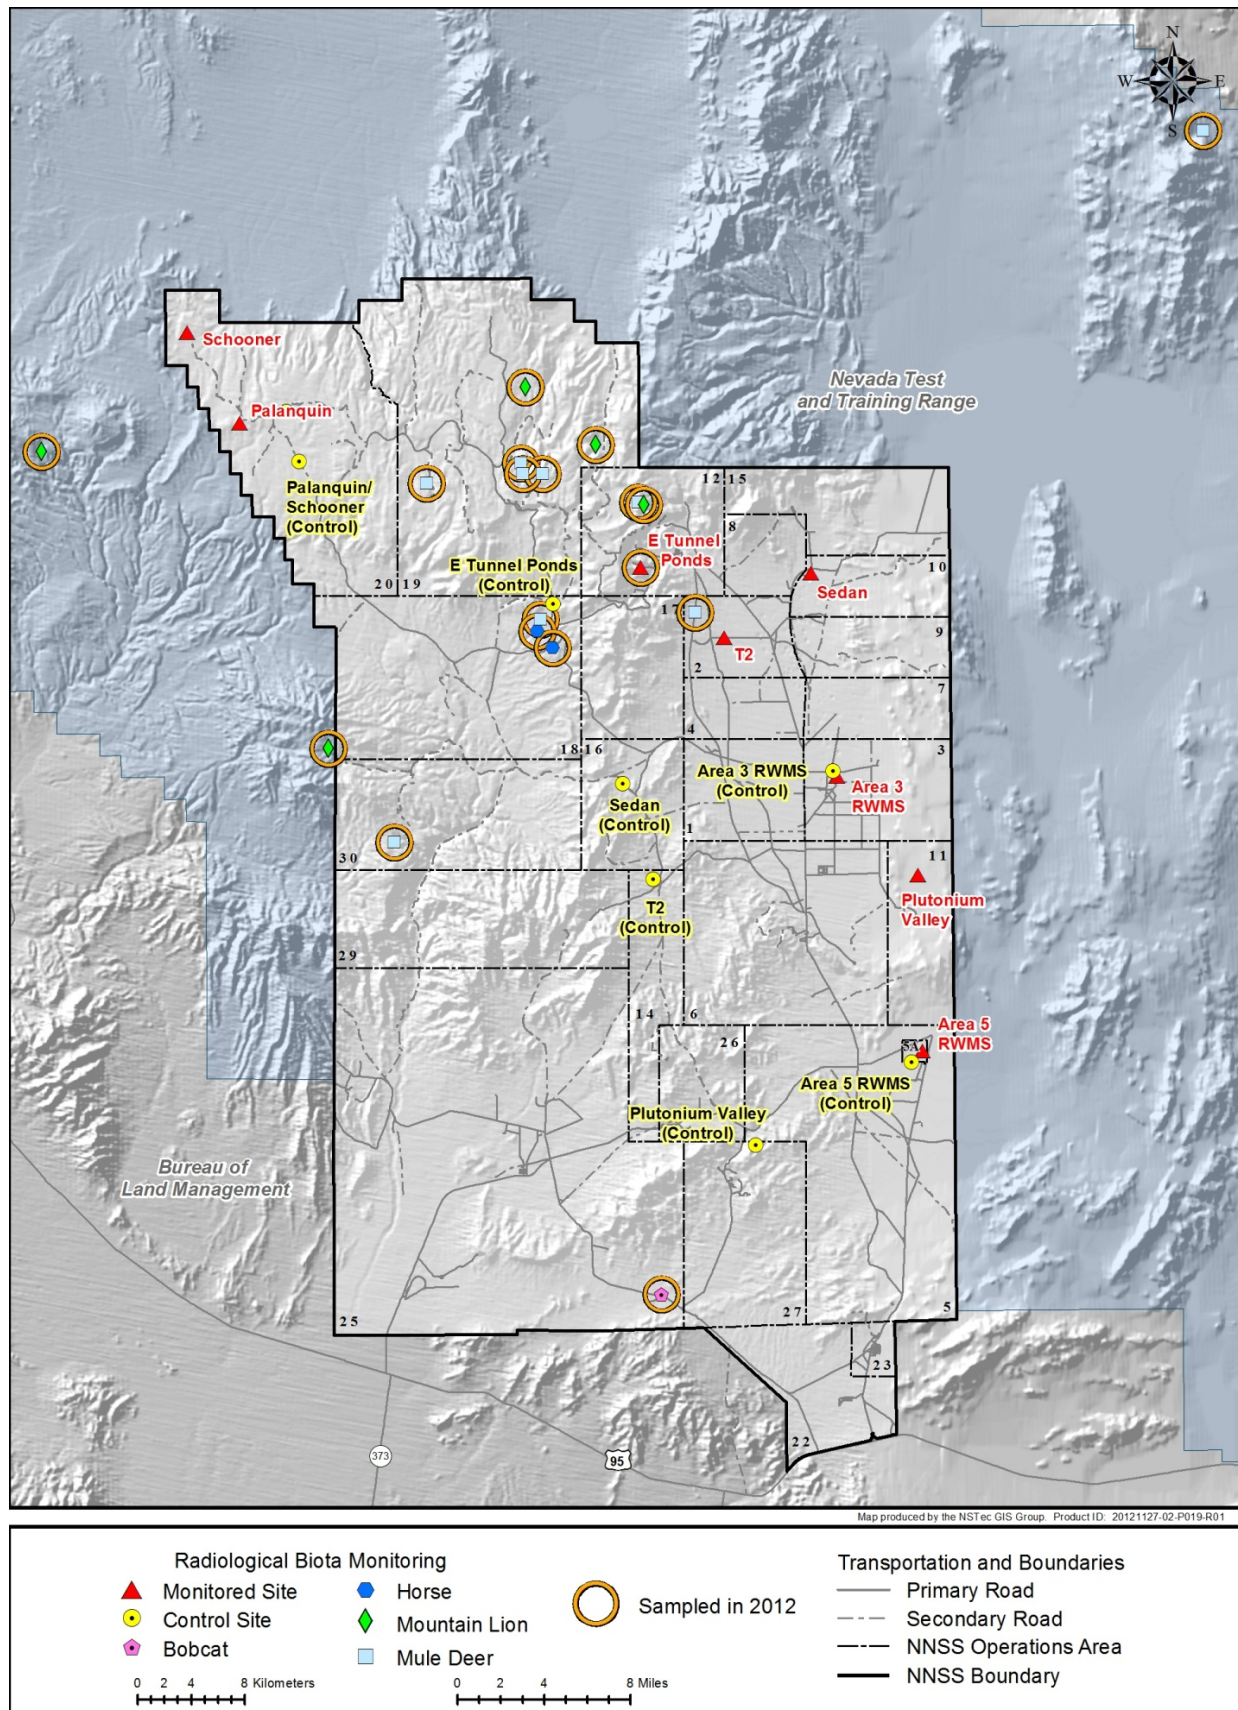 N
W
E
S
Nevada Test
and Training Range
Schooner
Palanquin
Palanquin/
Schooner
(Control)
12
15
8
E Tunnel
Ponds
10
Sedan
E Tunnel Ponds
(Control)
20
19
17
9
T2
2
7
4
18
16
3
Area 3 RWMS
(Control)
Area 3
RWMS
Sedan
(Control)
1
30
11
Plutonium
Valley
T2
(Control)
29
14
6
26
Area 5
RWMS
5A
Area 5 RWMS
(Control)
Plutonium Valley
(Control)
Bureau of
Land Management
25
27
5
23
22
373
95
Map produced by the NSTec GIS Group. Product ID: 20121127-02-P019-R01
Radiological Biota Monitoring
Monitored Site
Control Site
Bobcat
Horse
Mountain Lion
Mule Deer
Sampled in 2012
Transportation and Boundaries
Primary Road
Secondary Road
NNSS Operations Area
NNSS Boundary
0 2 4 6 8 Kilometers
0 2 4 8 Miles